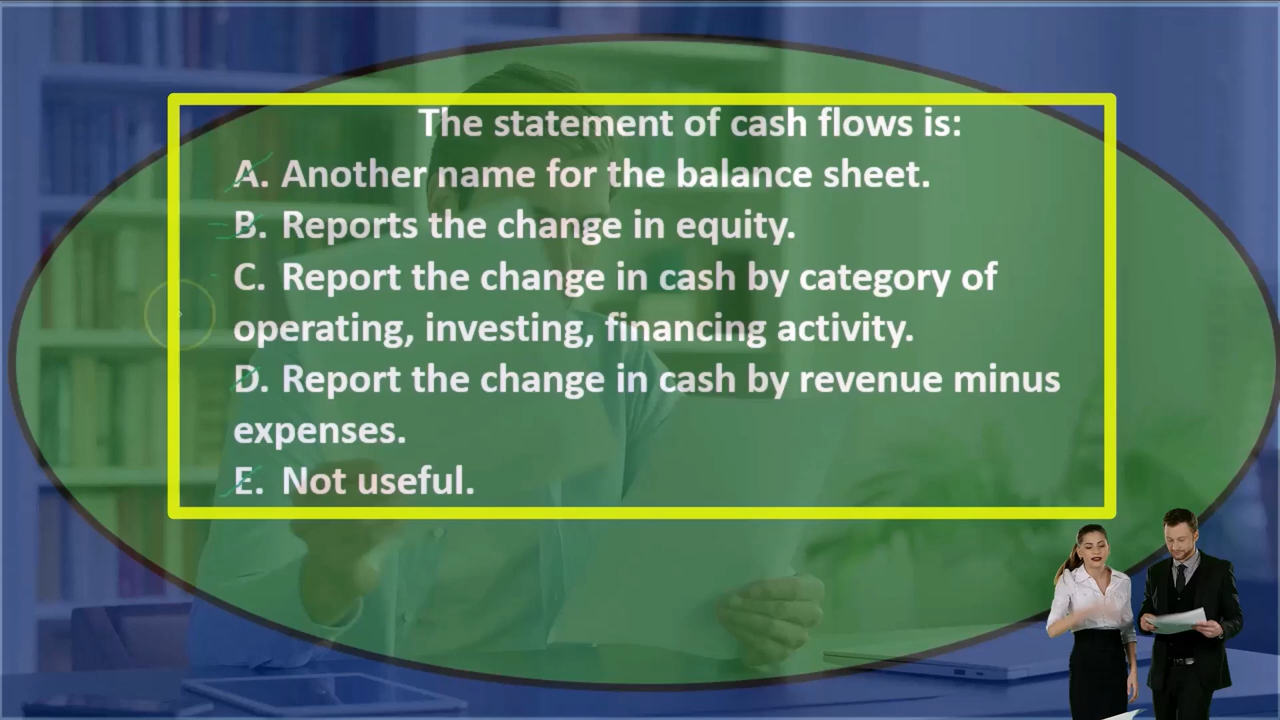 The statement of cash flows is:
A. Another name for the balance sheet.
B. Reports the change in equity.
C. Report the change in cash by category of
operating, investing, financing activity.
D. Report the change in cash by revenue minus
expenses.
E. Not useful.